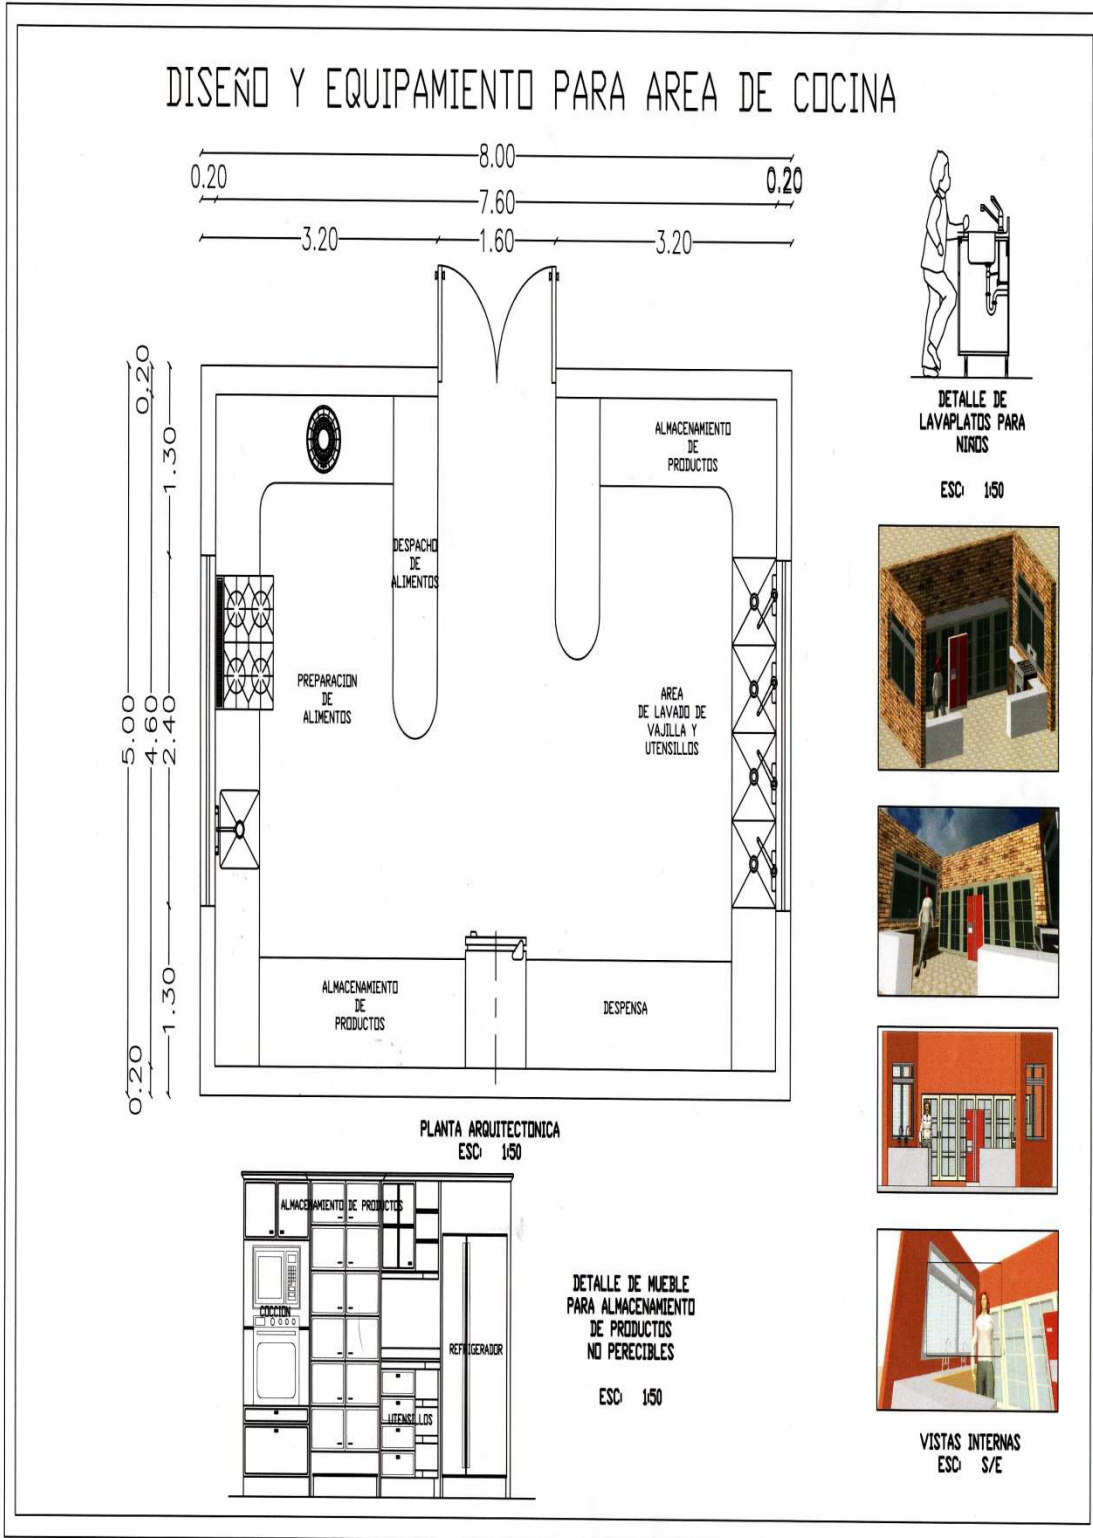 DISEÑO Y EQUIPAMIENTO PARA AREA DE COCINA
8.00
0.20
0.20
7.60
3.20
1.60
3.20
0.20
1.30
5.00
4.60
2.40
1.30
0.20
ALMACENAMIENTO
DE
PRODUCTOS
DESPACHO
DE
ALIMENTOS
PREPARACION
DE
ALIMENTOS
AREA
DE LAVADO DE
VAJILLA Y
UTENSILLOS
ALMACENAMIENTO
DE
PRODUCTOS
DESPENSA
PLANTA ARQUITECTONICA
ESC: 1:50
DETALLE DE
LAVAPLATOS PARA
NIÑOS
ESC: 1:50
ALMACENAMIENTO DE PRODUCTOS
COCCION
REFRIGERADOR
UTENSILLOS
DETALLE DE MUEBLE
PARA ALMACENAMIENTO
DE PRODUCTOS
NO PERECIBLES
ESC: 1:50
VISTAS INTERNAS
ESC: S/E